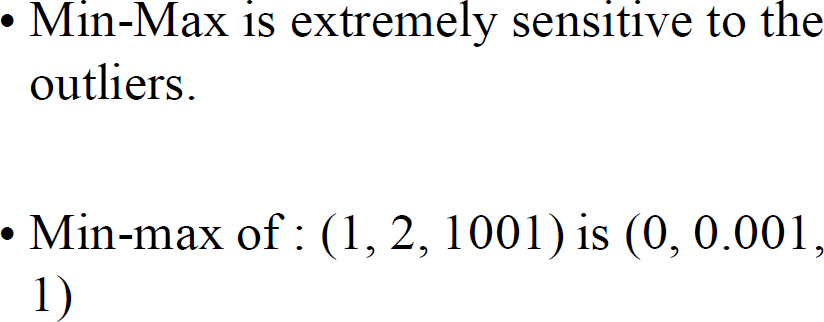 • Min-Max is extremely sensitive to the
outliers.
• Min-max of : (1, 2, 1001) is (0, 0.001,
1)